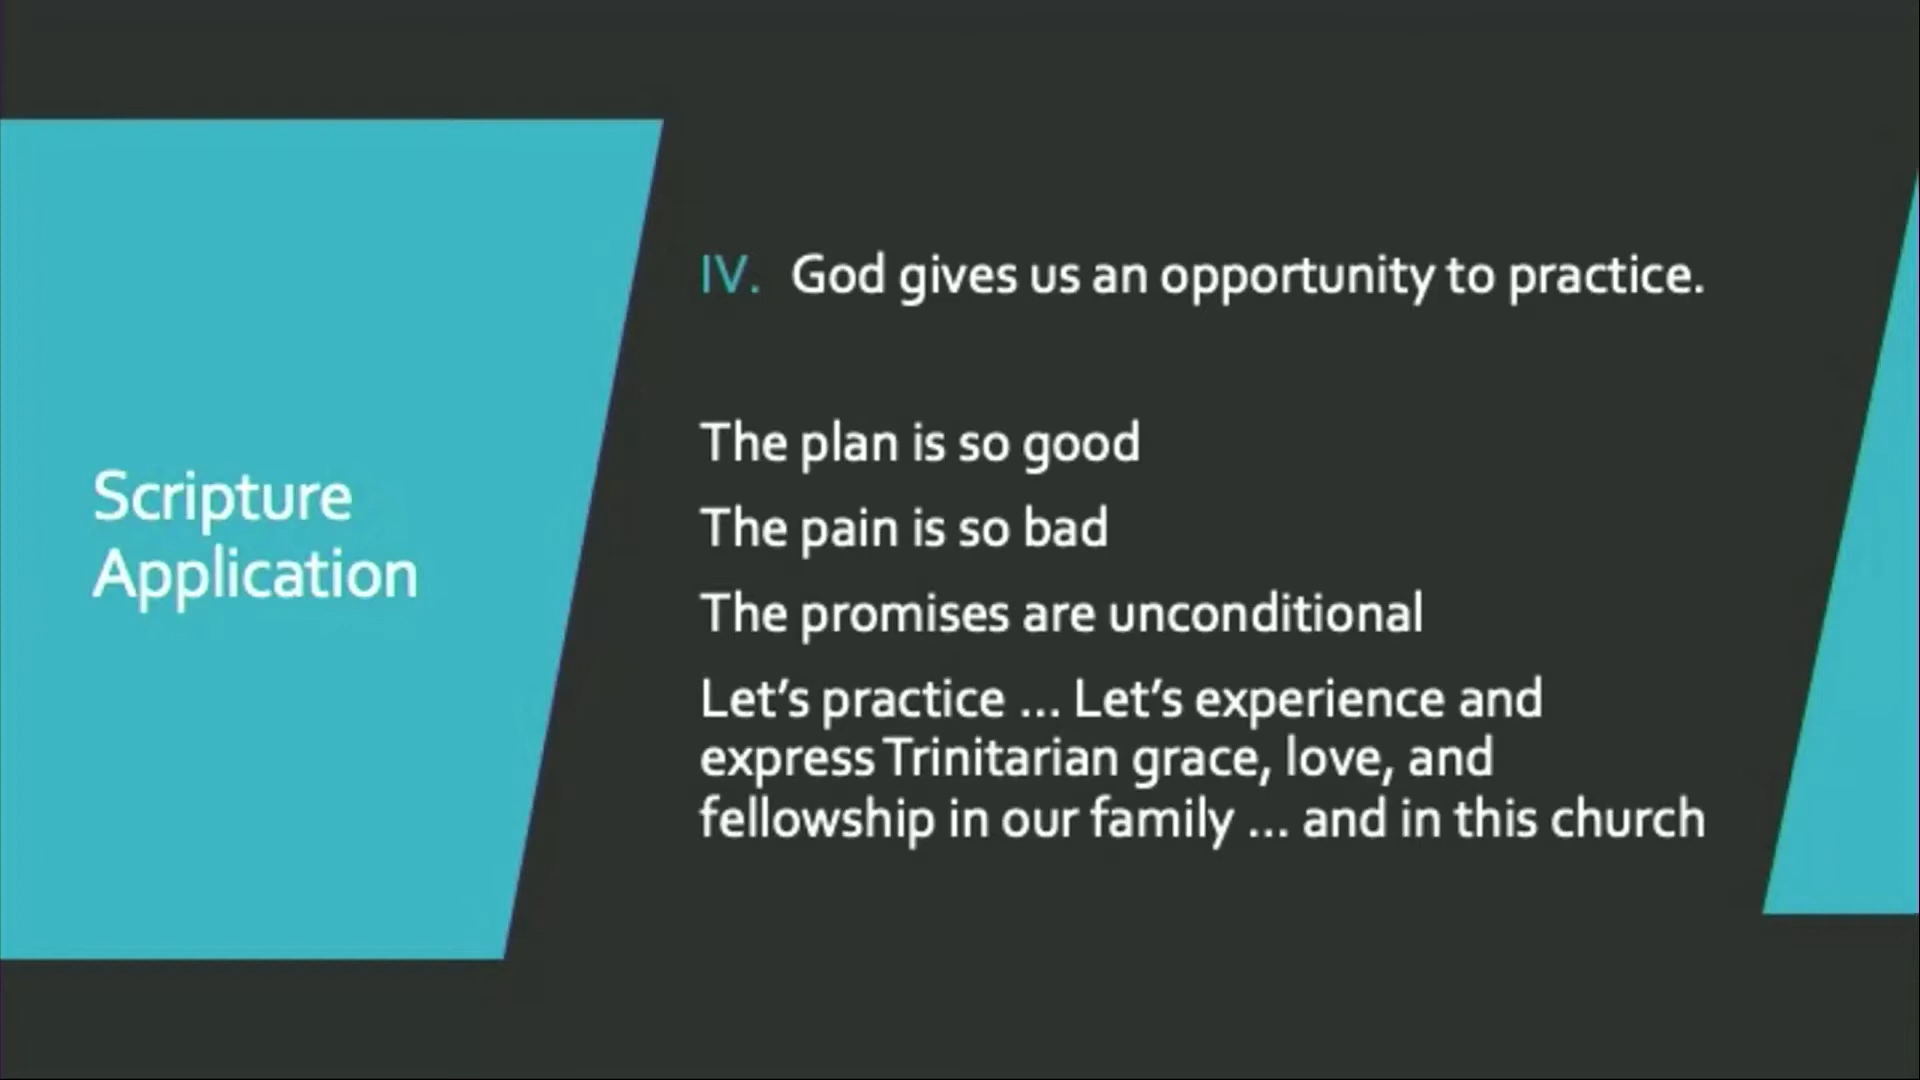 Scripture
Application
IV. God gives us an opportunity to practice.
The plan is so good
The pain is so bad
The promises are unconditional
Let’s practice ... Let’s experience and
express Trinitarian grace, love, and
fellowship in our family ... and in this church